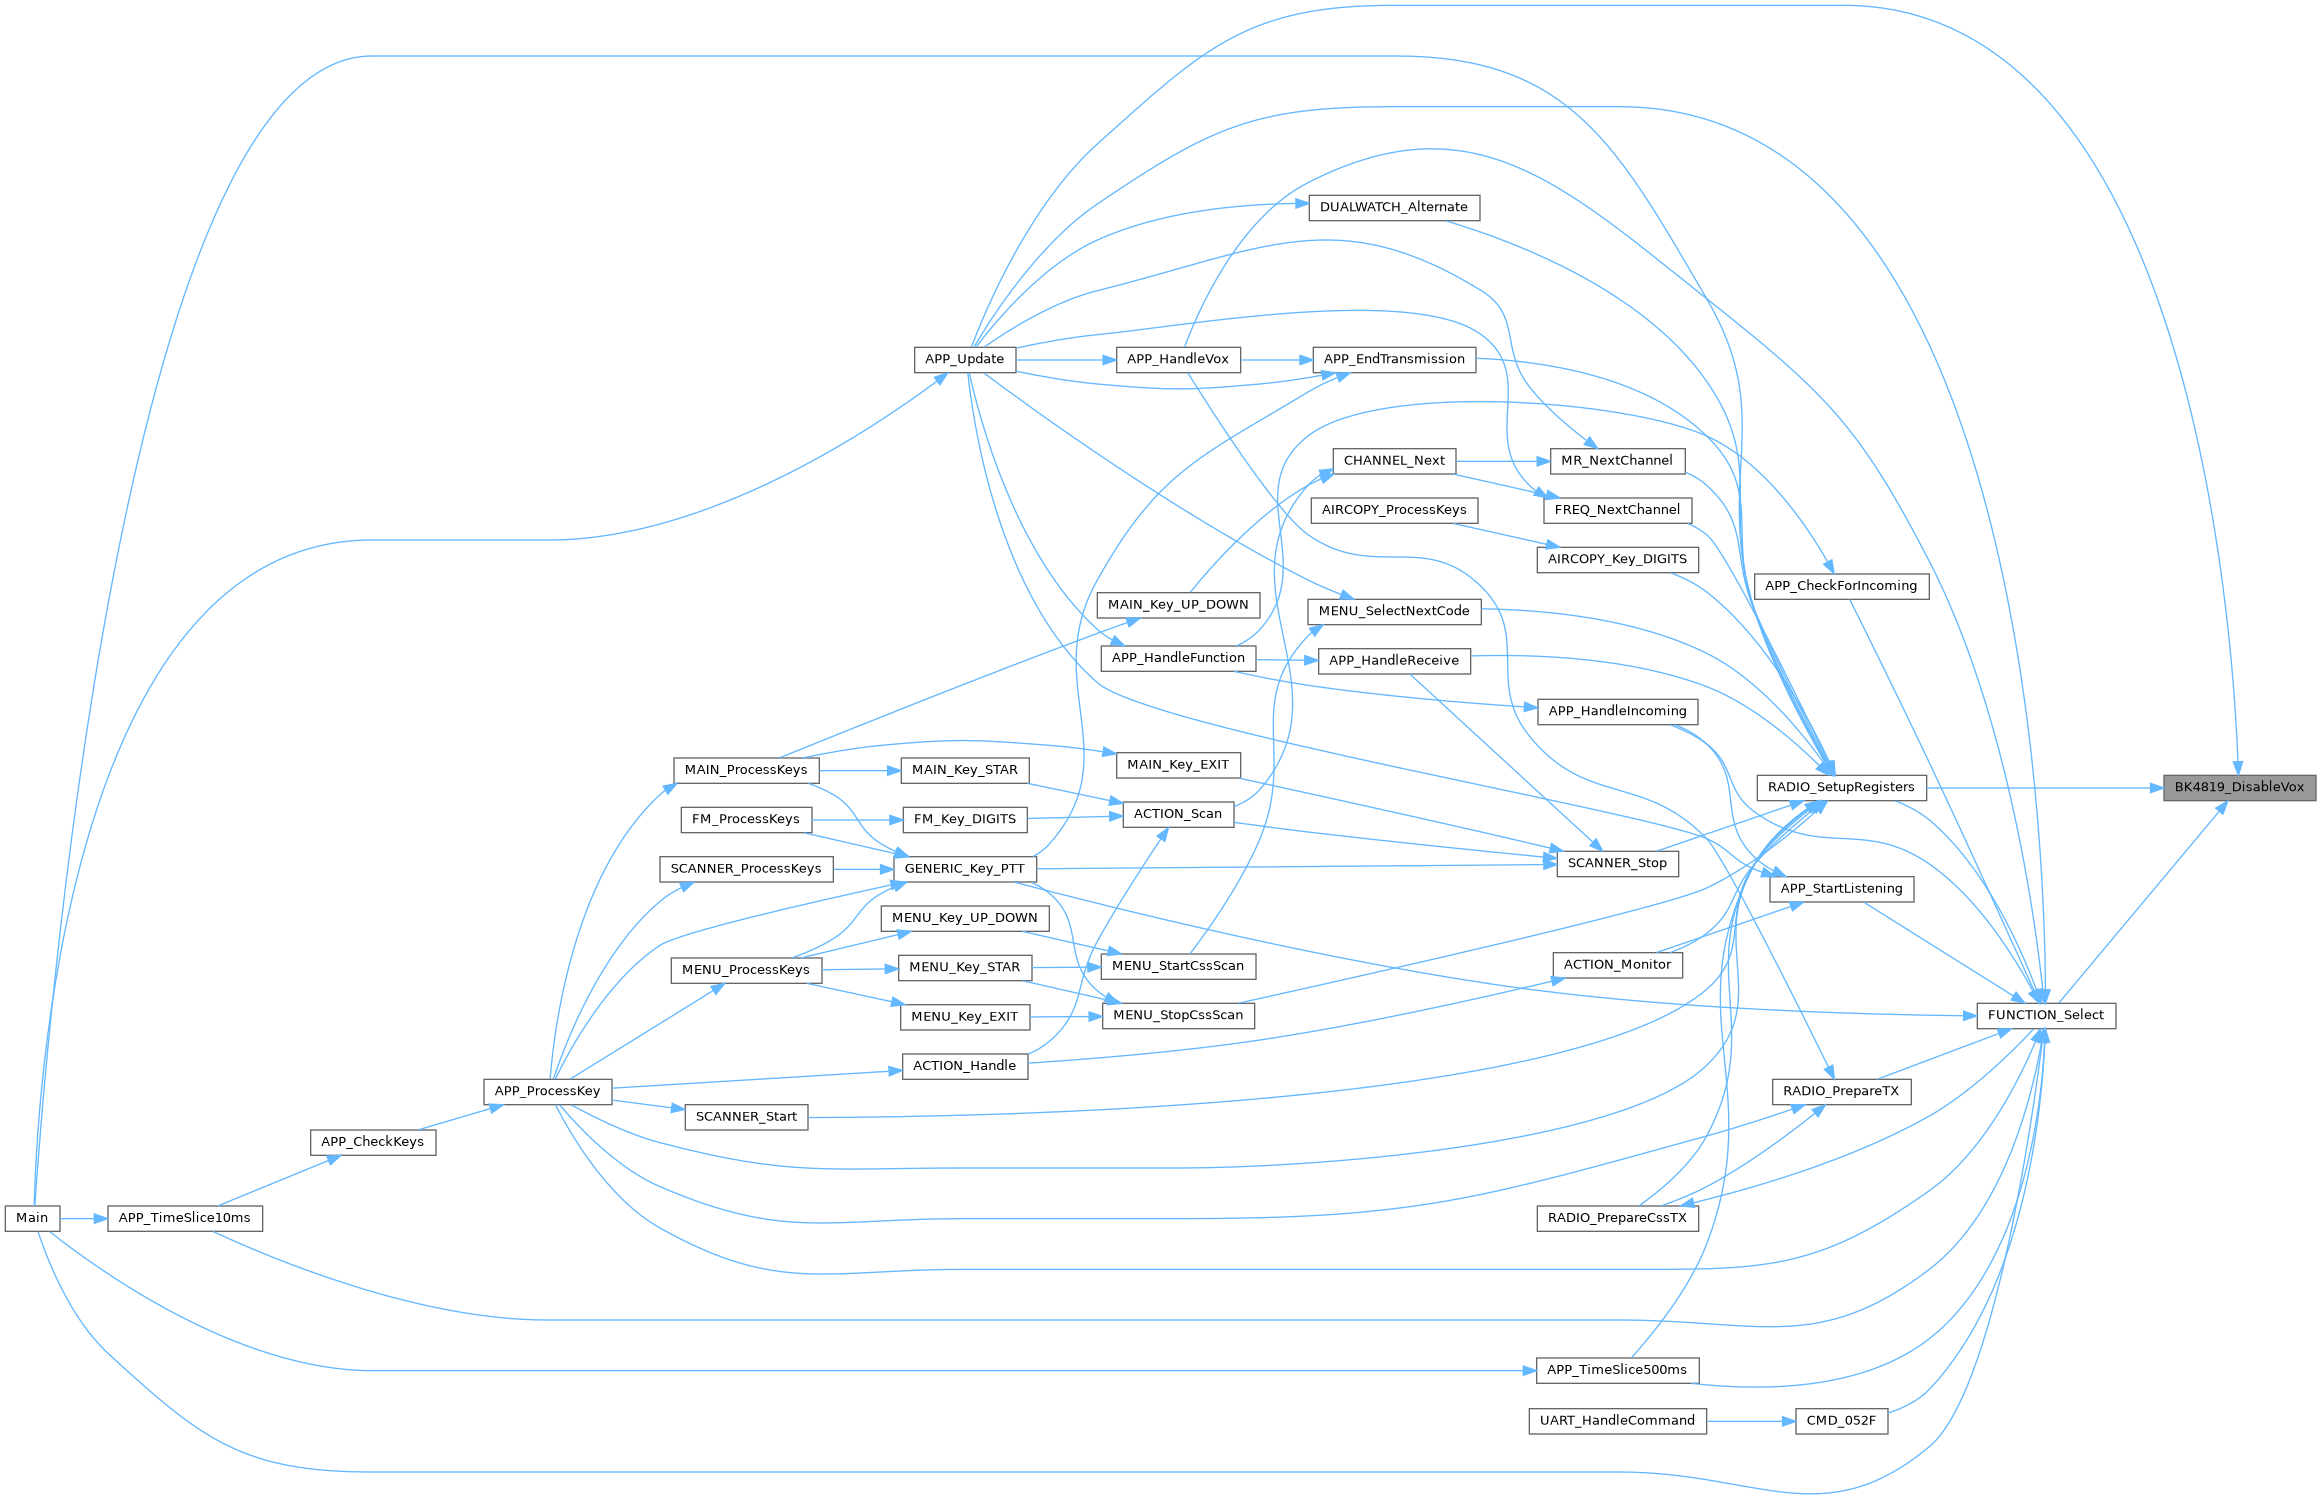 DUALWATCH_Alternate
APP_Update
APP_HandleVox
APP_EndTransmission
CHANNEL_Next
MR_NextChannel
AIRCOPY_ProcessKeys
FREQ_NextChannel
AIRCOPY_Key_DIGITS
APP_CheckForIncoming
MAIN_Key_UP_DOWN
MENU_SelectNextCode
APP_HandleFunction
APP_HandleReceive
APP_HandleIncoming
MAIN_ProcessKeys
MAIN_Key_STAR
MAIN_Key_EXIT
RADIO_SetupRegisters
BK4819_DisableVox
FM_ProcessKeys
FM_Key_DIGITS
ACTION_Scan
SCANNER_ProcessKeys
GENERIC_Key_PTT
SCANNER_Stop
APP_StartListening
MENU_Key_UP_DOWN
MENU_ProcessKeys
MENU_Key_STAR
MENU_StartCssScan
ACTION_Monitor
MENU_Key_EXIT
MENU_StopCssScan
FUNCTION_Select
ACTION_Handle
APP_ProcessKey
RADIO_PrepareTX
SCANNER_Start
APP_CheckKeys
Main
APP_TimeSlice10ms
RADIO_PrepareCssTX
APP_TimeSlice500ms
UART_HandleCommand
CMD_052F